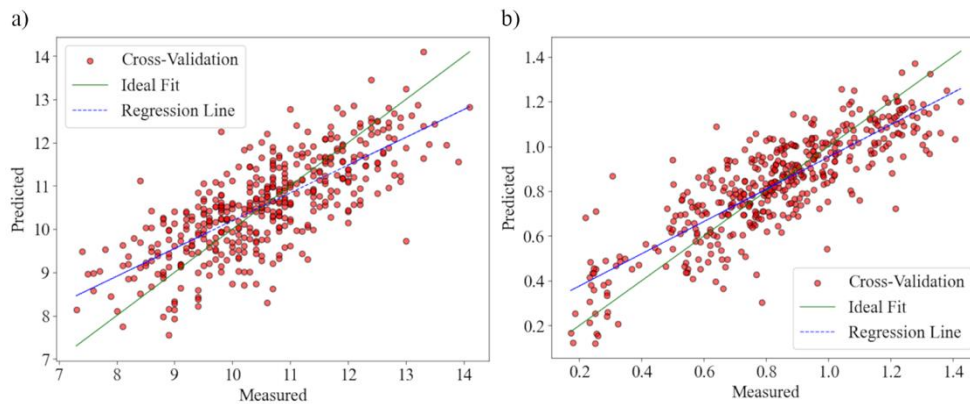 a)
Cross-Validation
Ideal Fit
Regression Line
14
13
12
11
10
9
8
7
Predicted
7 8 9 10 11 12 13 14
Measured
b)
1.4
1.2
1.0
0.8
0.6
0.4
0.2
Predicted
Cross-Validation
Ideal Fit
Regression Line
0.2 0.4 0.6 0.8 1.0 1.2 1.4
Measured